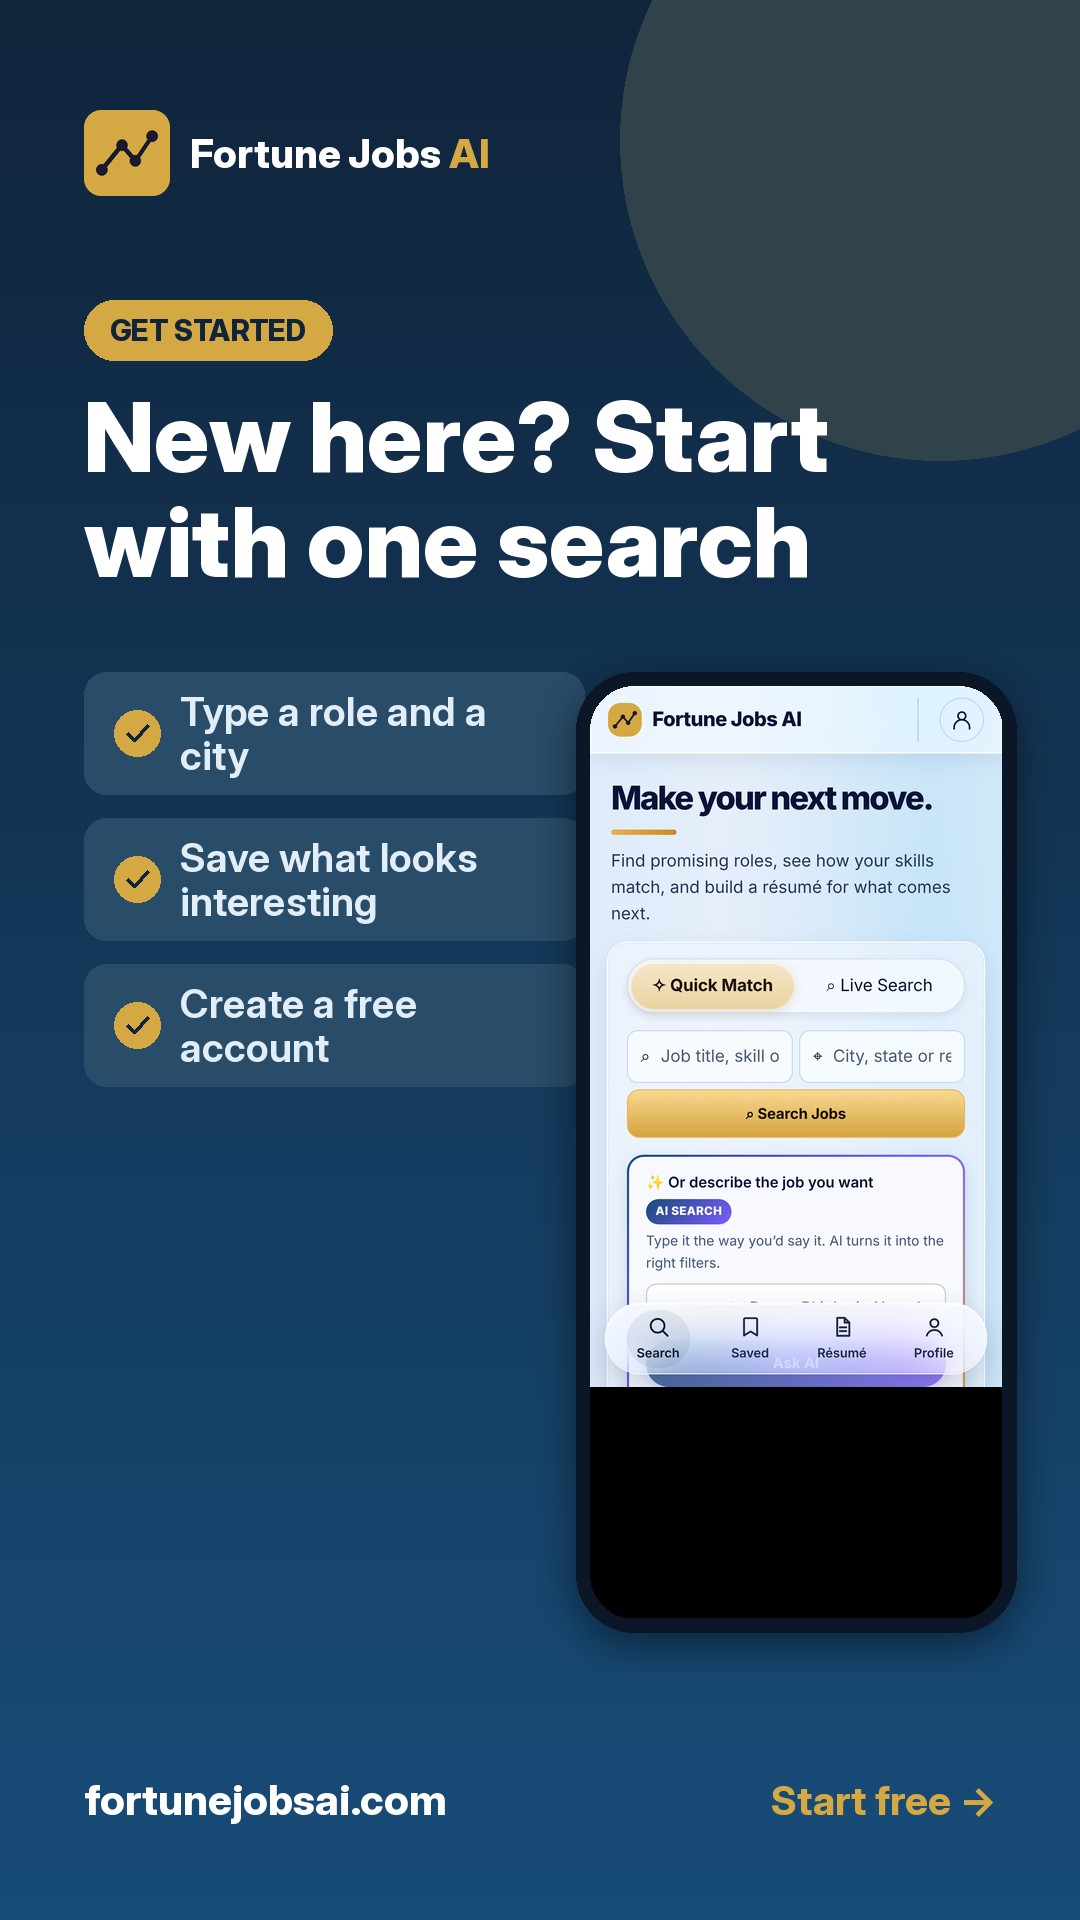 Fortune Jobs AI
GET STARTED
New here? Start
with one search
Type a role and a
city
Save what looks
interesting
Create a free
account
Fortune Jobs AI
Make your next move.
Find promising roles, see how your skills
match, and build a résumé for what comes
next.
Quick Match
Live Search
Job title, skill o
City, state or re
Search Jobs
✨ Or describe the job you want
AI SEARCH
Type it the way you’d say it. AI turns it into the
right filters.
Ask AI
Search
Saved
Résumé
Profile
fortunejobsai.com
Start free →